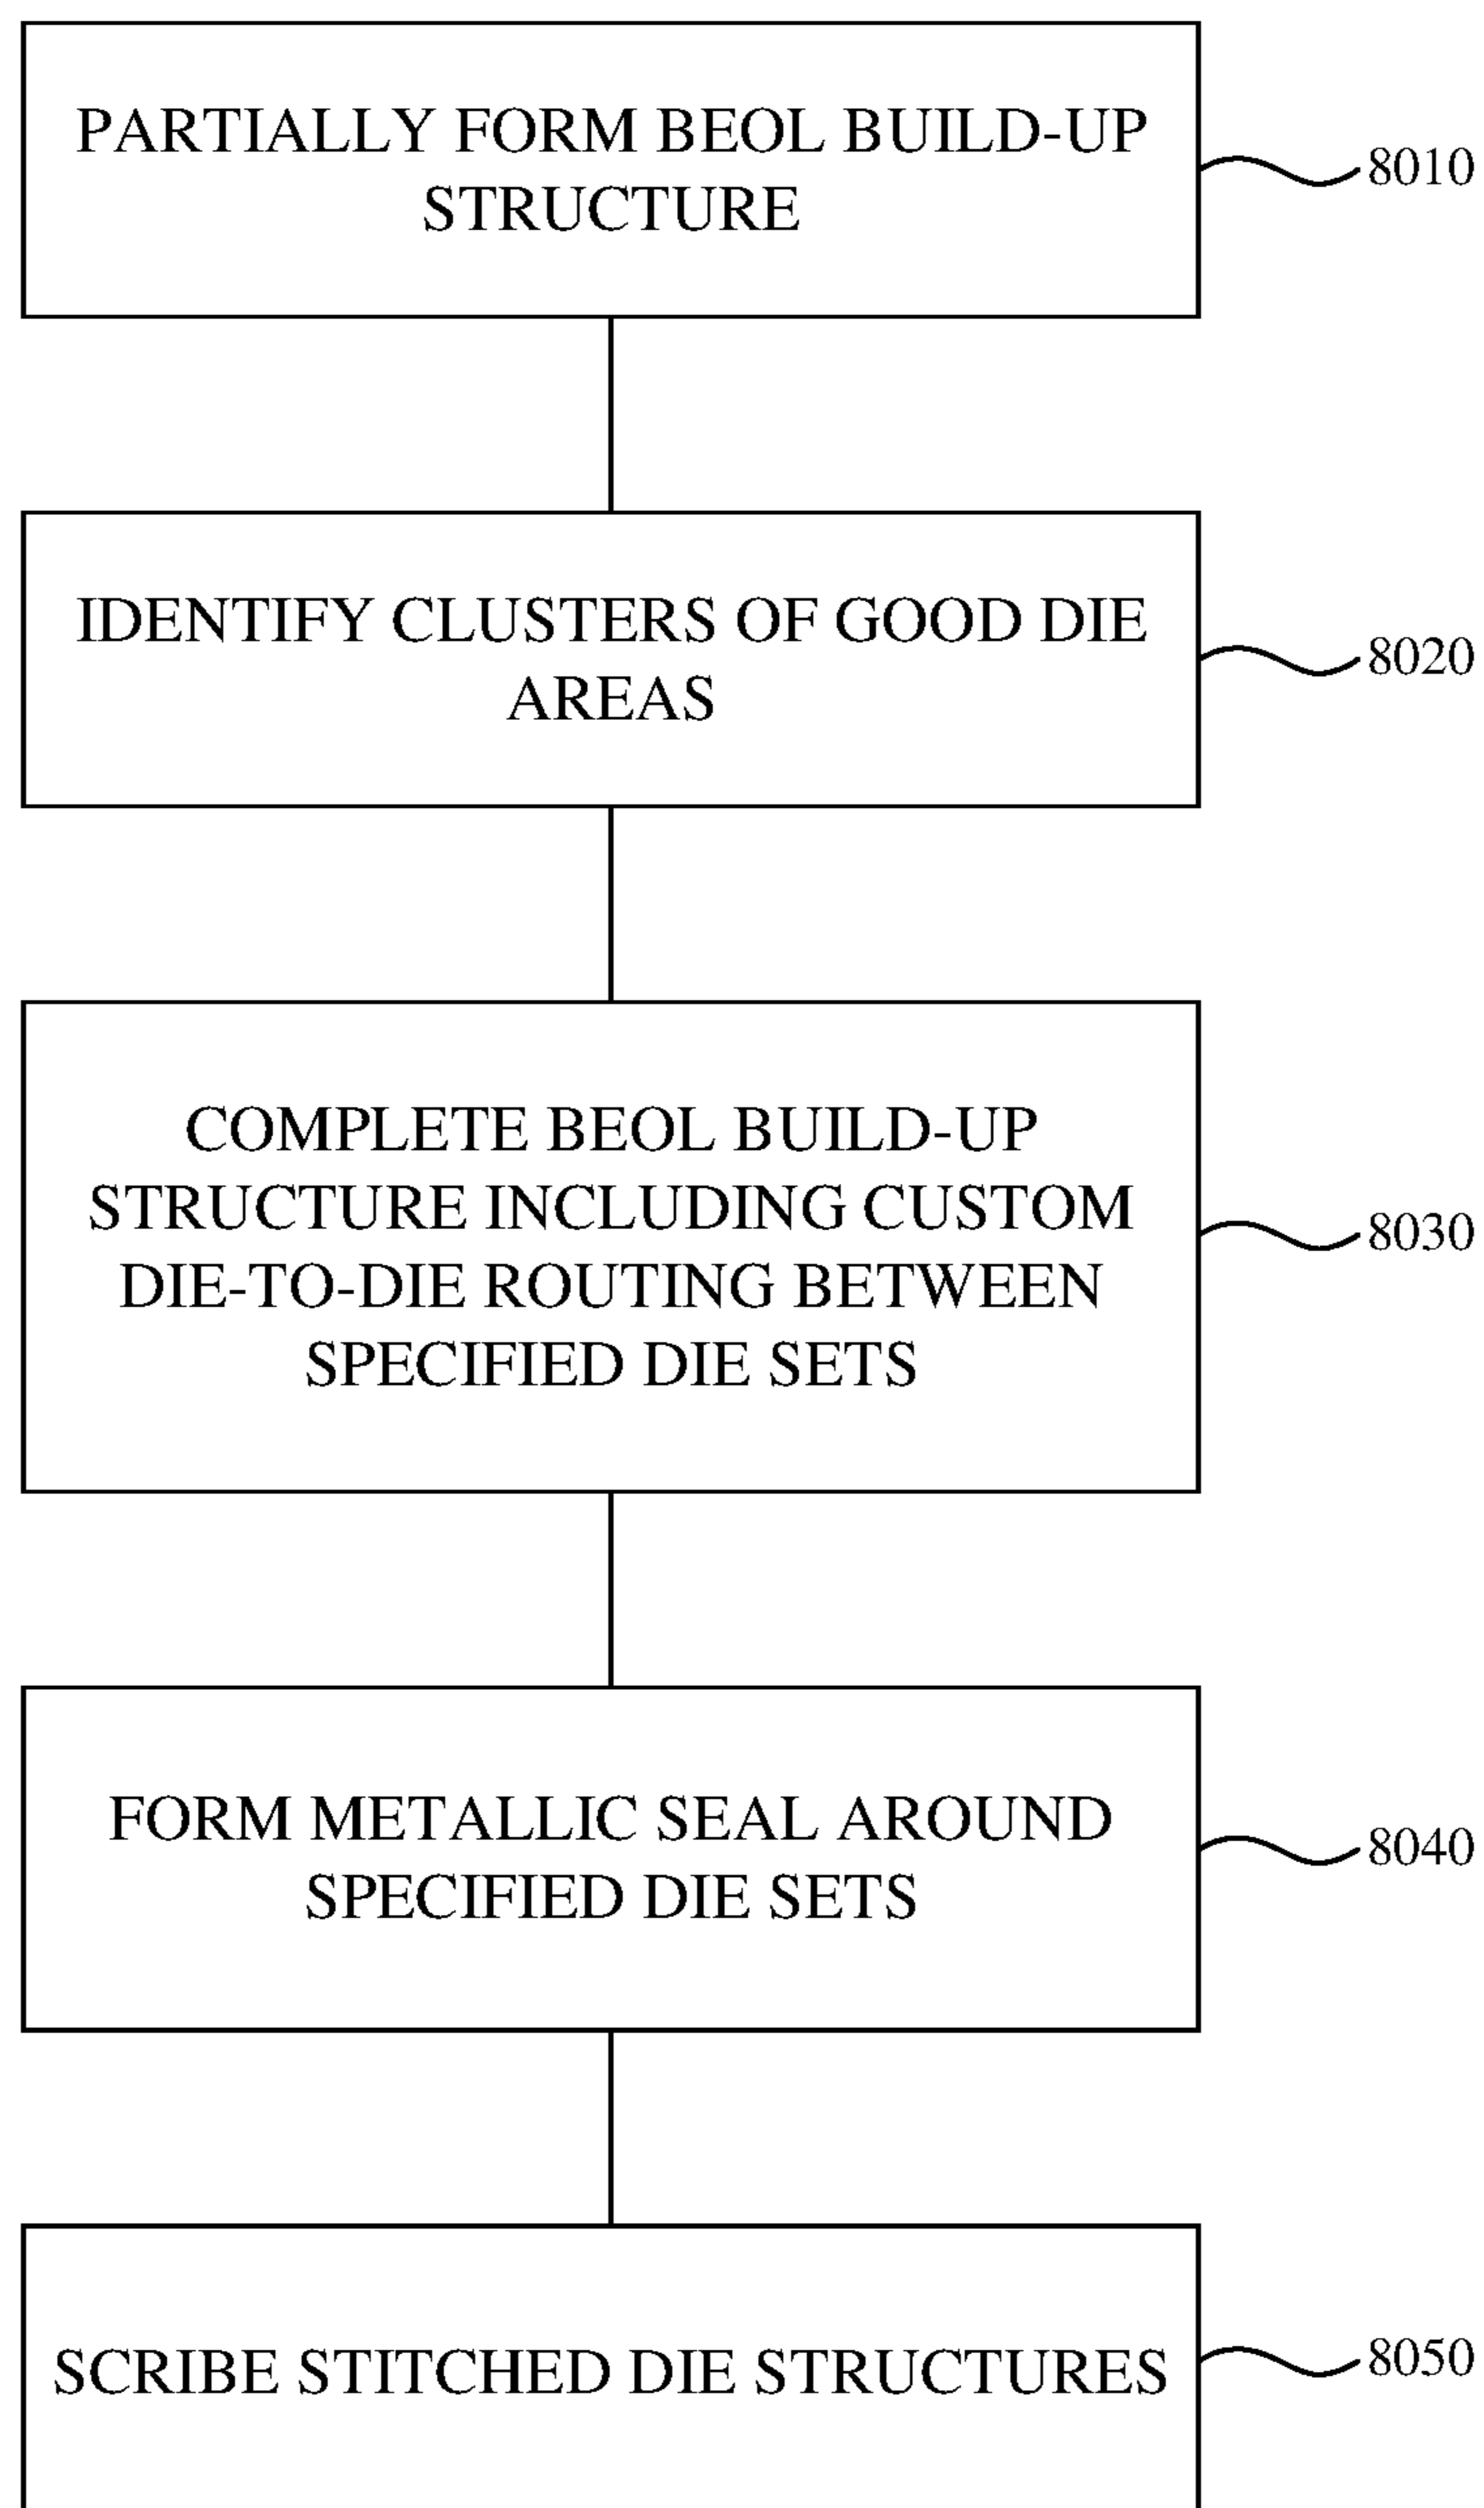 PARTIALLY FORM BEOL BUILD-UP
STRUCTURE
8010
IDENTIFY CLUSTERS OF GOOD DIE
AREAS
8020
COMPLETE BEOL BUILD-UP
STRUCTURE INCLUDING CUSTOM
DIE-TO-DIE ROUTING BETWEEN
SPECIFIED DIE SETS
8030
FORM METALLIC SEAL AROUND
SPECIFIED DIE SETS
8040
SCRIBE STITCHED DIE STRUCTURES
8050